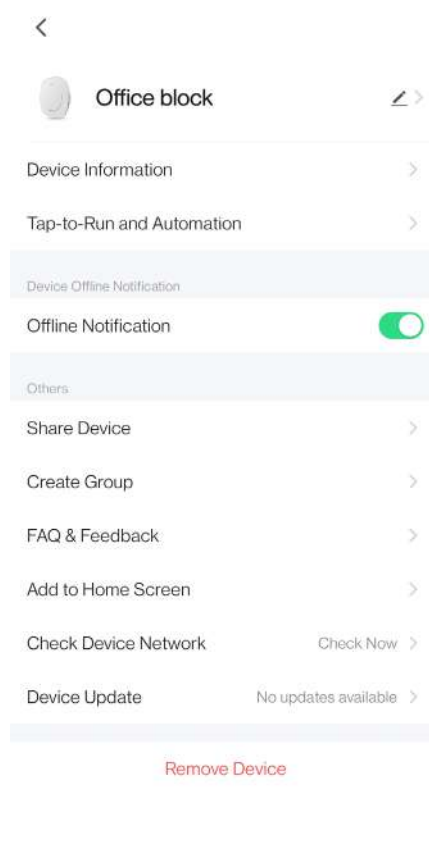 Office block
Device Information
Tap-to-Run and Automation
Device Offline Notification
Offline Notification
Others
Share Device
Create Group
FAQ & Feedback
Add to Home Screen
Check Device Network Check Now
Device Update No updates available
Remove Device